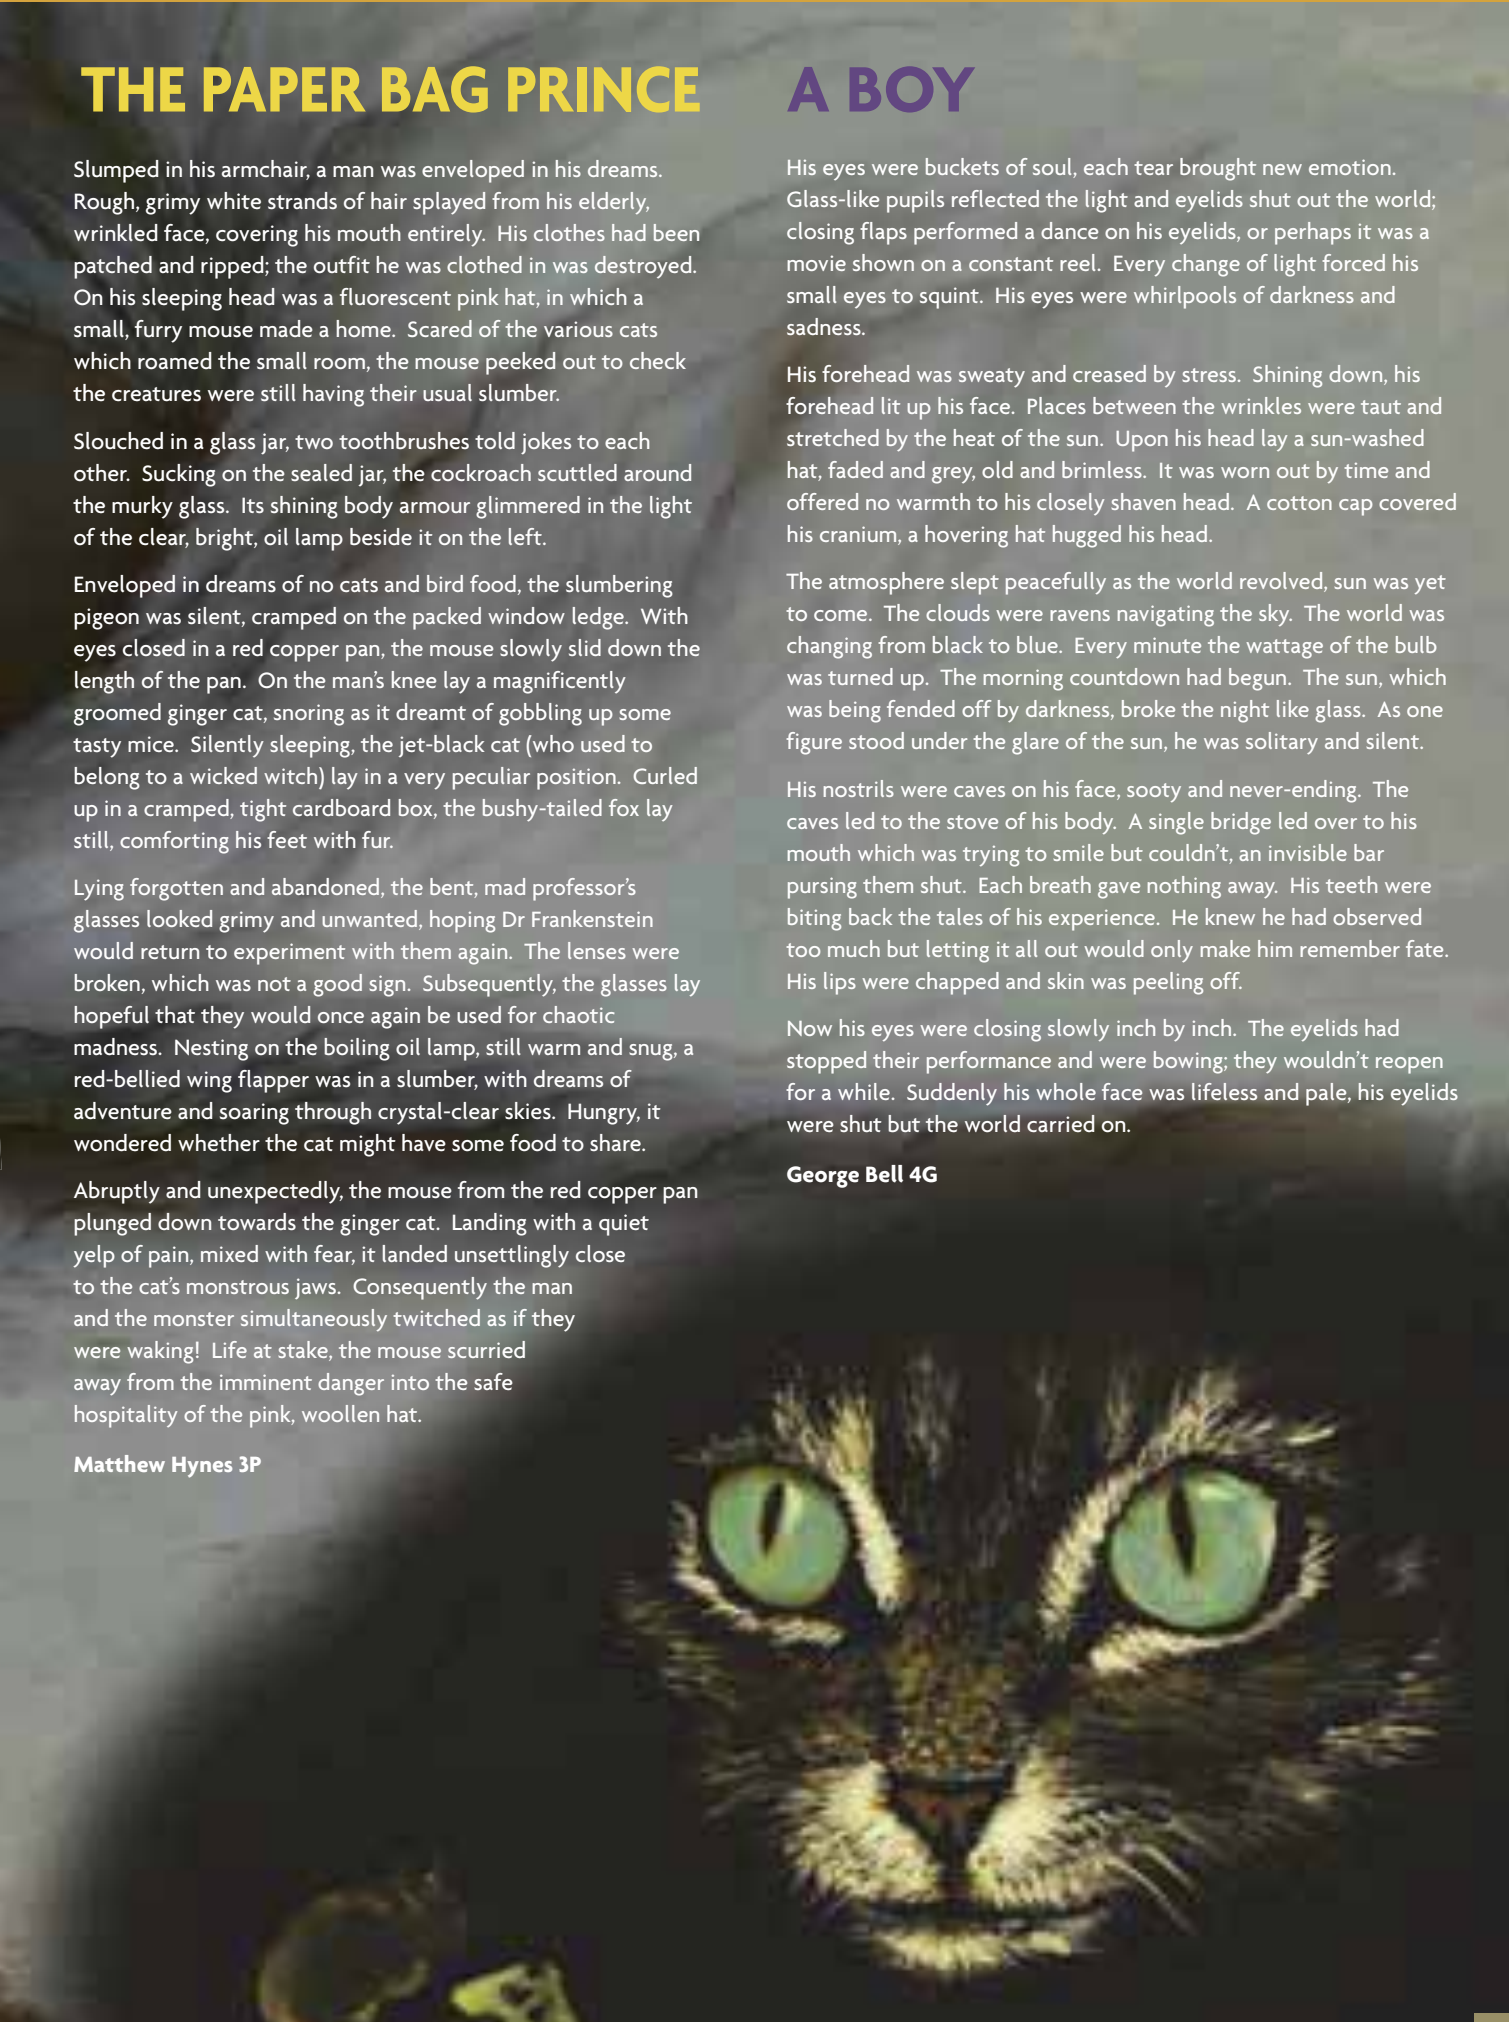 THE PAPER BAG PRINCE
Slumped in his armchair, a man was enveloped in his dreams.
Rough, grimy white strands of hair splayed from his elderly,
wrinkled face, covering his mouth entirely. His clothes had been
patched and ripped; the outfit he was clothed in was destroyed.
On his sleeping head was a fluorescent pink hat, in which a
small, furry mouse made a home. Scared of the various cats
which roamed the small room, the mouse peeked out to check
the creatures were still having their usual slumber.
Slouched in a glass jar, two toothbrushes told jokes to each
other. Sucking on the sealed jar, the cockroach scuttled around
the murky glass. Its shining body armour glimmered in the light
of the clear, bright, oil lamp beside it on the left.
Enveloped in dreams of no cats and bird food, the slumbering
pigeon was silent, cramped on the packed window ledge. With
eyes closed in a red copper pan, the mouse slowly slid down the
length of the pan. On the man's knee lay a magnificently
groomed ginger cat, snoring as it dreamt of gobbling up some
tasty mice. Silently sleeping, the jet-black cat (who used to
belong to a wicked witch) lay in a very peculiar position. Curled
up in a cramped, tight cardboard box, the bushy-tailed fox lay
still, comforting his feet with fur.
Lying forgotten and abandoned, the bent, mad professor's
glasses looked grimy and unwanted, hoping Dr Frankenstein
would return to experiment with them again. The lenses were
broken, which was not a good sign. Subsequently, the glasses lay
hopeful that they would once again be used for chaotic
madness. Nesting on the boiling oil lamp, still warm and snug, a
red-bellied wing flapper was in a slumber, with dreams of
adventure and soaring through crystal-clear skies. Hungry, it
wondered whether the cat might have some food to share.
Abruptly and unexpectedly, the mouse from the red copper pan
plunged down towards the ginger cat. Landing with a quiet
yelp of pain, mixed with fear, it landed unsettlingly close
to the cat's monstrous jaws. Consequently the man
and the monster simultaneously twitched as if they
were waking! Life at stake, the mouse scurried
away from the imminent danger into the safe
hospitality of the pink, woollen hat.
Matthew Hynes 3P
A BOY
His eyes were buckets of soul, each tear brought new emotion.
Glass-like pupils reflected the light and eyelids shut out the world;
closing flaps performed a dance on his eyelids, or perhaps it was a
movie shown on a constant reel. Every change of light forced his
small eyes to squint. His eyes were whirlpools of darkness and
sadness.
His forehead was sweaty and creased by stress. Shining down, his
forehead lit up his face. Places between the wrinkles were taut and
stretched by the heat of the sun. Upon his head lay a sun-washed
hat, faded and grey, old and brimless. It was worn out by time and
offered no warmth to his closely shaven head. A cotton cap covered
his cranium, a hovering hat hugged his head.
The atmosphere slept peacefully as the world revolved, sun was yet
to come. The clouds were ravens navigating the sky. The world was
changing from black to blue. Every minute the wattage of the bulb
was turned up. The morning countdown had begun. The sun, which
was being fended off by darkness, broke the night like glass. As one
figure stood under the glare of the sun, he was solitary and silent.
His nostrils were caves on his face, sooty and never-ending. The
caves led to the stove of his body. A single bridge led over to his
mouth which was trying to smile but couldn't, an invisible bar
pursing them shut. Each breath gave nothing away. His teeth were
biting back the tales of his experience. He knew he had observed
too much but letting it all out would only make him remember fate.
His lips were chapped and skin was peeling off.
Now his eyes were closing slowly inch by inch. The eyelids had
stopped their performance and were bowing; they wouldn't reopen
for a while. Suddenly his whole face was lifeless and pale, his eyelids
were shut but the world carried on.
George Bell 4G